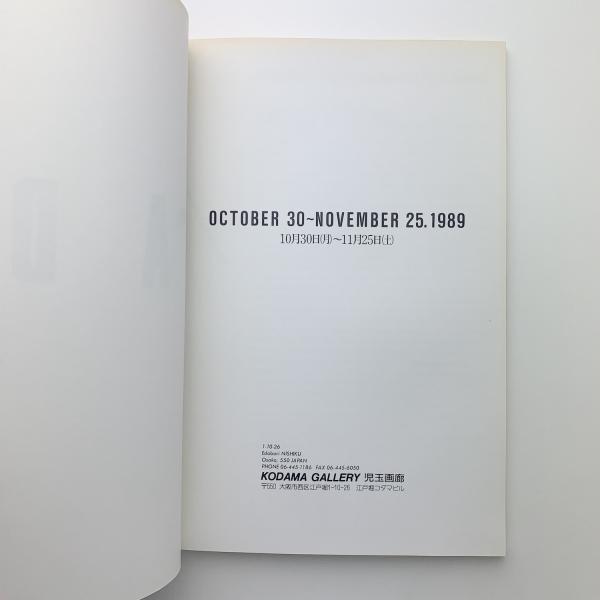 OCTOBER 30~NOVEMBER 25.1989
10月30日(月)~11月25日(土)
1-10-26
Edobori NISHIKU
Osaka. 550 JAPAN
PHONE 06-445-1186 FAX 06-445-6050
KODAMA GALLERY 児玉画廊
〒550 大阪市西区江戸堀1-10-26 江戸堀コダマビル